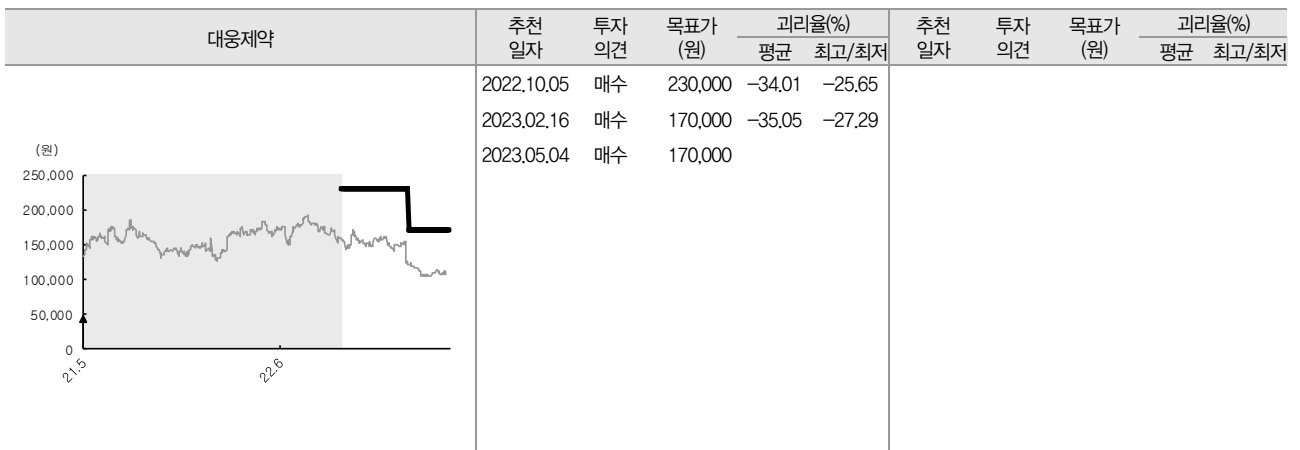 대웅제약 추천 일자 투자 의견 목표가 (원) 괴리율(%) 평균 최고/최저 추천 일자 투자 의견 목표가 (원) 괴리율(%) 평균 최고/최저
2022.10.05 매수 230,000 -34.01 -25.65
2023.02.16 매수 170,000 -35.05 -27.29
2023.05.04 매수 170,000
(원)
250,000
200,000
150,000
100,000
50,000
0
21.5 22.6